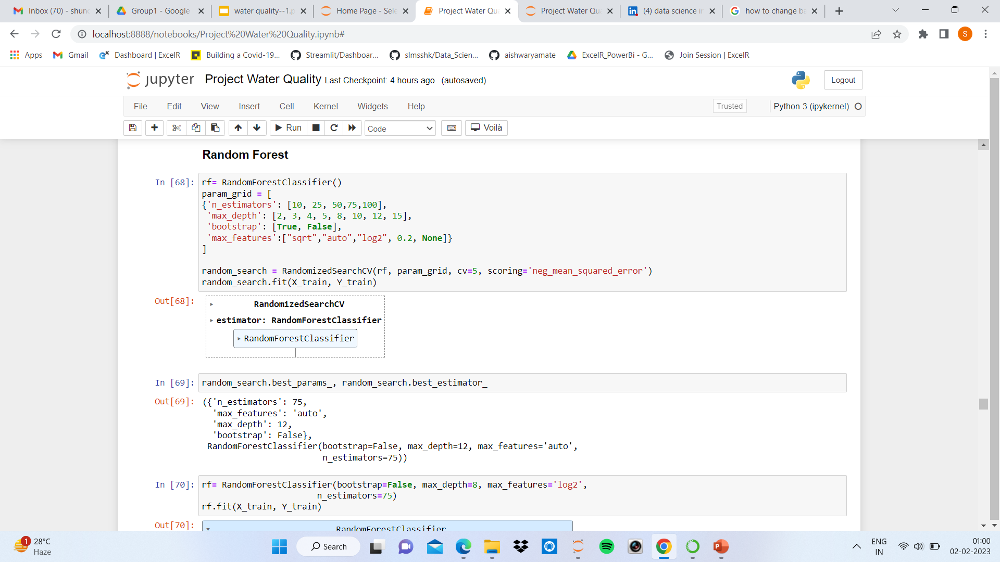 Inbox (70) - shund
Group1 - Google
water quality--1.p
Home Page - Sele
Project Water Qua
Project Water Qua
(4) data science in
how to change ba
localhost:8888/notebooks/Project%20Water%20Quality.ipynb#
S
Apps
Gmail
Dashboard | ExcelR
Building a Covid-19...
Streamlit/Dashboar...
slmsshk/Data_Scien...
aishwaryamate
ExcelR_PowerBi - G...
Join Session | ExcelR
jupyter Project Water Quality Last Checkpoint: 4 hours ago (autosaved)
Logout
File Edit View Insert Cell Kernel Widgets Help
Trusted
Python 3 (ipykernel)
Run
Code
Voilà
Random Forest
In [68]: rf= RandomForestClassifier()
param_grid = [
{'n_estimators': [10, 25, 50,75,100],
'max_depth': [2, 3, 4, 5, 8, 10, 12, 15],
'bootstrap': [True, False],
'max_features':["sqrt","auto","log2", 0.2, None]}
]
random_search = RandomizedSearchCV(rf, param_grid, cv=5, scoring='neg_mean_squared_error')
random_search.fit(X_train, Y_train)
Out[68]: RandomizedSearchCV
estimator: RandomForestClassifier
RandomForestClassifier
In [69]: random_search.best_params_, random_search.best_estimator_
Out[69]: ({'n_estimators': 75,
'max_features': 'auto',
'max_depth': 12,
'bootstrap': False},
RandomForestClassifier(bootstrap=False, max_depth=12, max_features='auto',
n_estimators=75))
In [70]: rf= RandomForestClassifier(bootstrap=False, max_depth=8, max_features='log2',
n_estimators=75)
rf.fit(X_train, Y_train)
Out[70]: RandomForestClassifier
1
28°C
Haze
Search
ENG
IN
01:00
02-02-2023